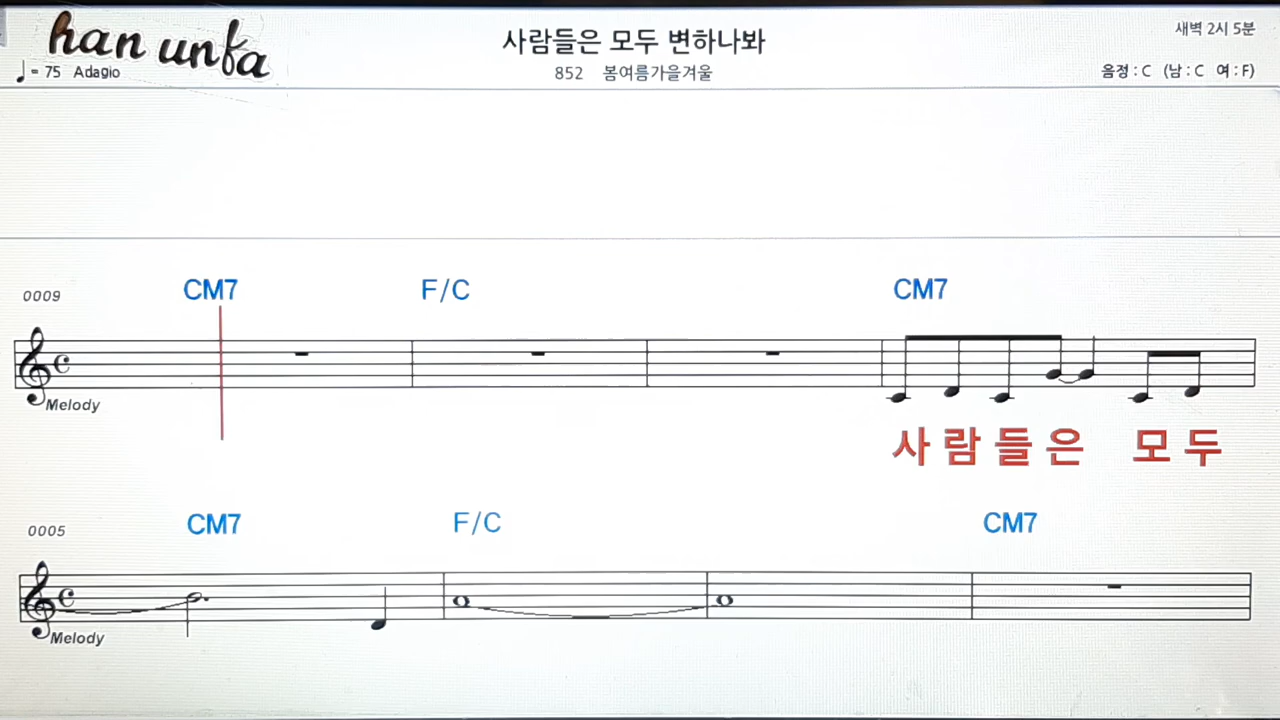 han unfa
사람들은 모두 변하나봐
새벽 2시 5분
♩= 75 Adagio
852 봄여름가을겨울
음정 : C (남 : C 여 : F)
0009 CM7 F/C CM7
Melody
사 람 들 은 모 두
0005 CM7 F/C CM7
Melody